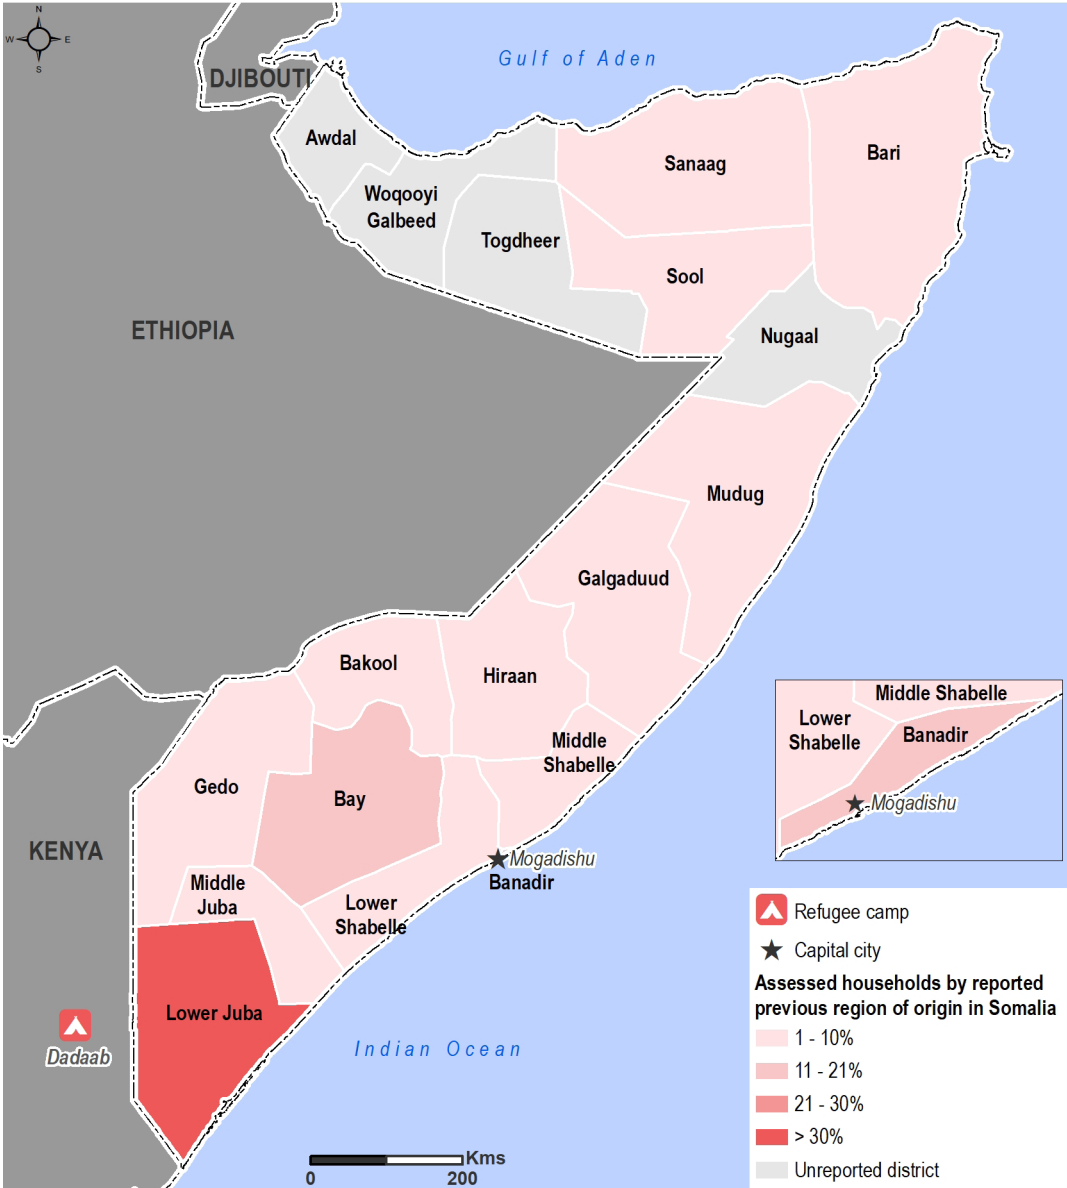 N
W E
S
Gulf of Aden
DJIBOUTI
Awdal
Woqooyi
Galbeed
Togdheer
Sanaag
Bari
Sool
Nugaal
ETHIOPIA
Mudug
Galgaduud
Bakool
Hiraan
Middle
Shabelle
Gedo
Bay
KENYA
Mogadishu
Banadir
Middle
Juba
Lower
Shabelle
Lower Juba
Dadaab
Indian Ocean
Middle Shabelle
Lower
Shabelle
Banadir
Mogadishu
Refugee camp
Capital city
Assessed households by reported
previous region of origin in Somalia
1 - 10%
11 - 21%
21 - 30%
> 30%
Unreported district
Kms
0 200